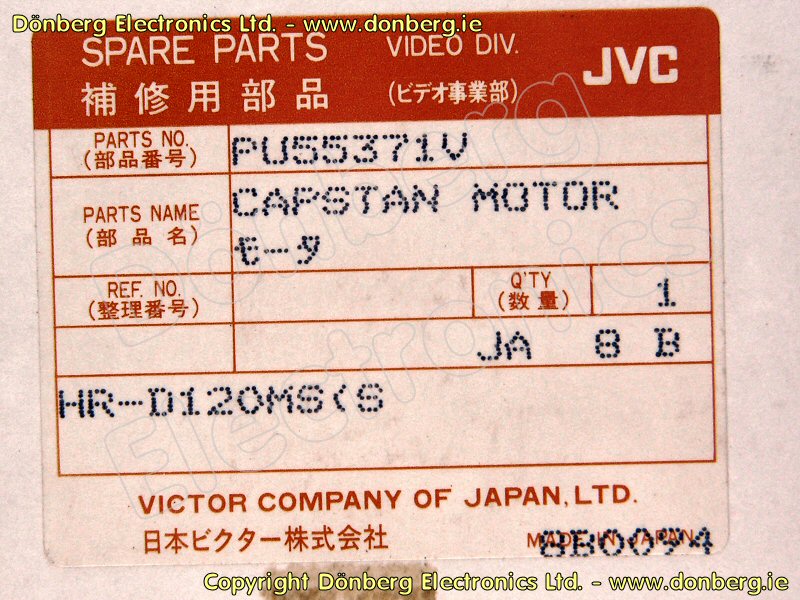 Dönberg Electronics Ltd. - www.donberg.ie
SPARE PARTS VIDEO DIV. JVC
補修用部品 (ビデオ事業部)
PARTS NO. PU55371V
(部品番号)
PARTS NAME CAPSTAN MOTOR
(部品名) モータ
REF. NO. Q'TY 1
(整理番号) (数量)
JA 8 B
HR-D120MS(S
Dönberg Electronics
VICTOR COMPANY OF JAPAN, LTD.
日本ビクター株式会社 MADE IN JAPAN
BB0094
Copyright Dönberg Electronics Ltd. - www.donberg.ie